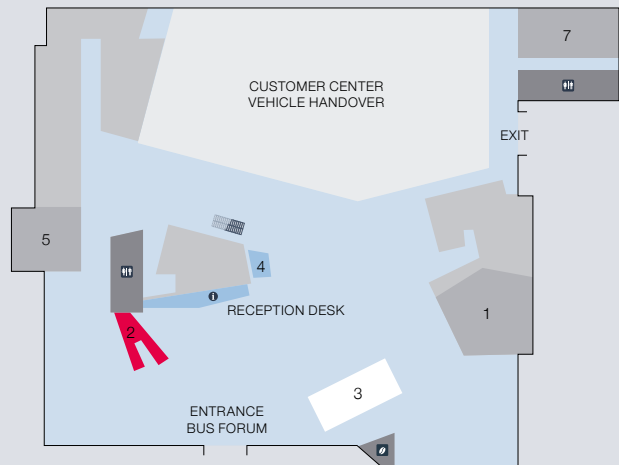 7
CUSTOMER CENTER
VEHICLE HANDOVER
EXIT
5
4
i
RECEPTION DESK
1
2
3
ENTRANCE
BUS FORUM